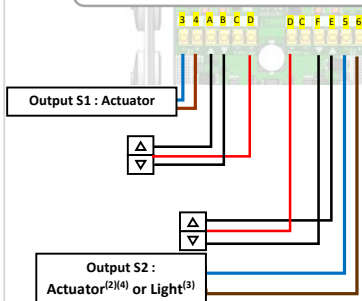 3 4 A B C D D C F E 5 6
Output S1 : Actuator
Output S2 :
Actuator(2)(4) or Light(3)